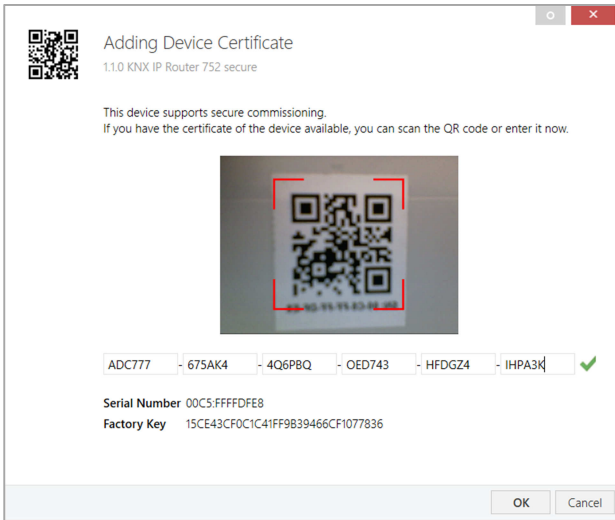 Adding Device Certificate
1.1.0 KNX IP Router 752 secure
This device supports secure commissioning.
If you have the certificate of the device available, you can scan the QR code or enter it now.
ADC777 - 675AK4 - 4Q6PBQ - OED743 - HFDGZ4 - IHPA3K
Serial Number 00C5:FFFFDFE8
Factory Key 15CE43CF0C1C41FF9B39466CF1077836
OK Cancel